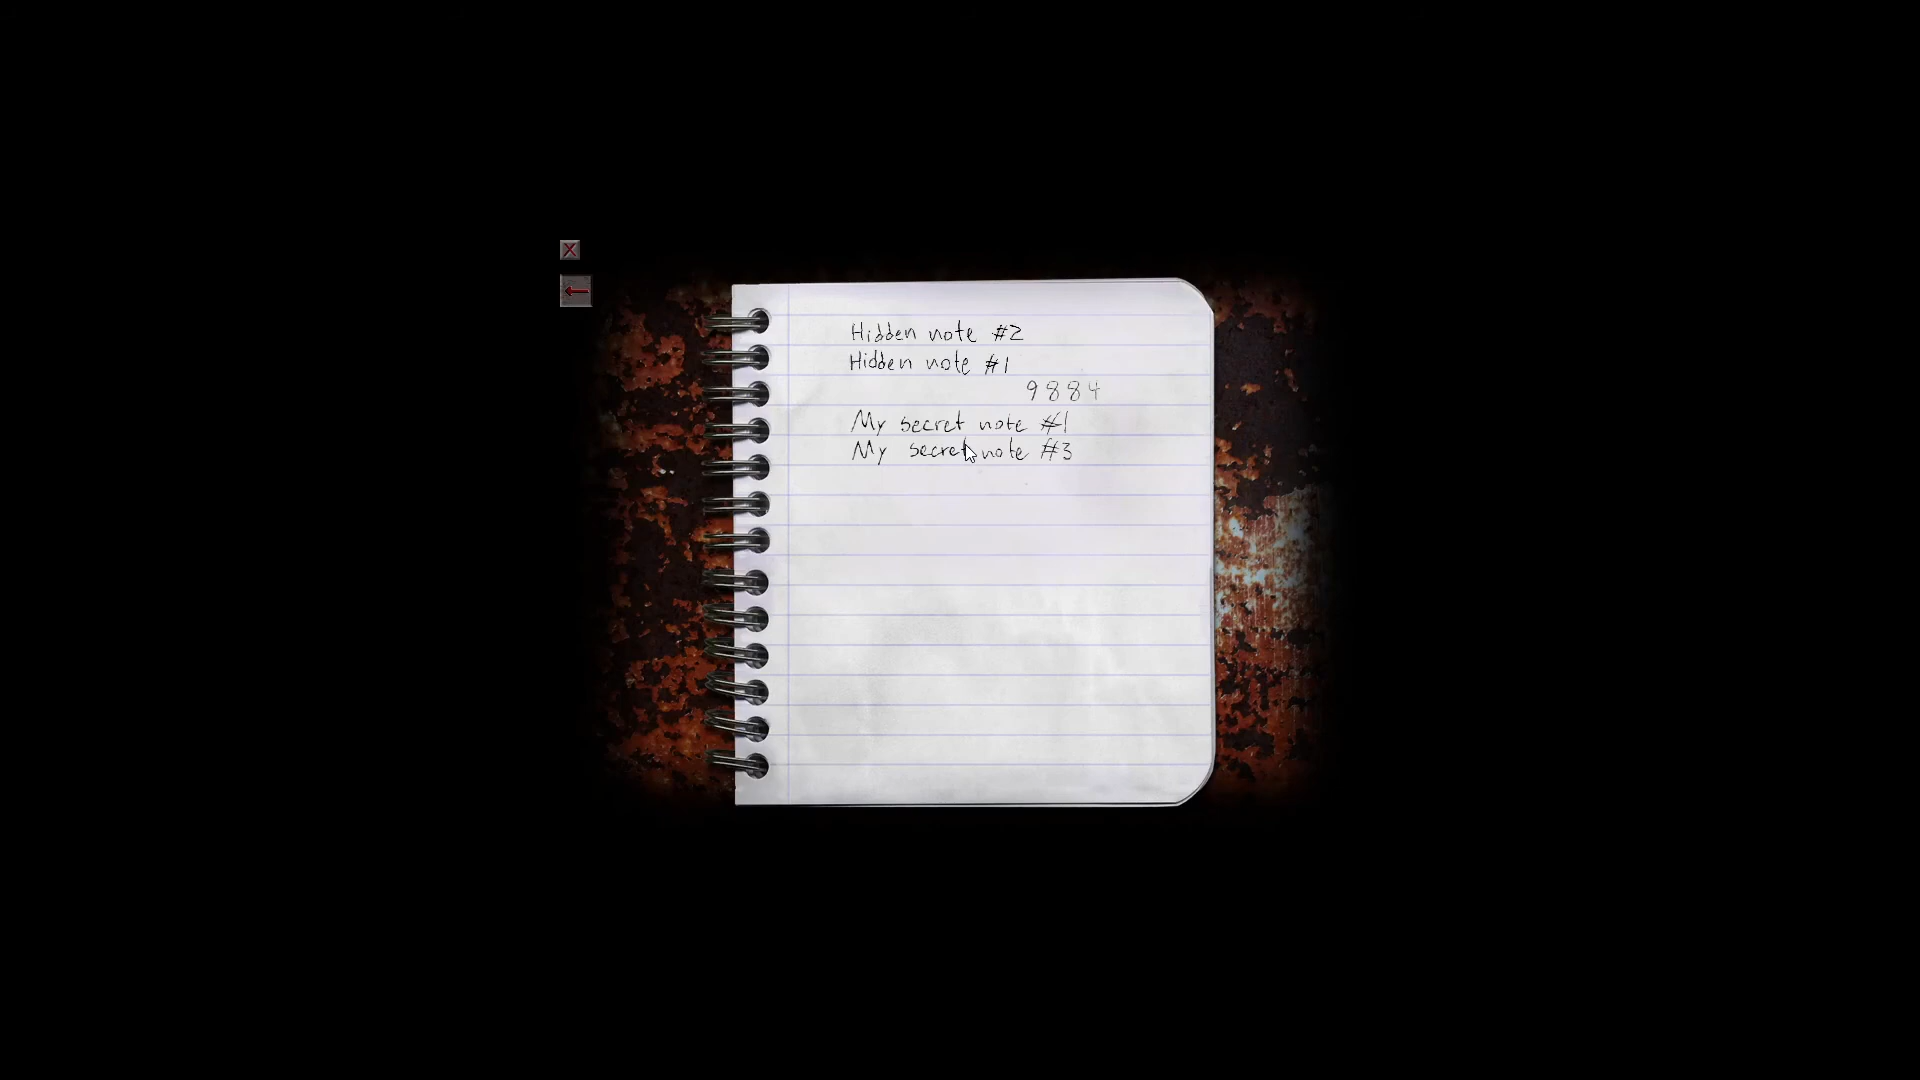 Hidden note #2
Hidden note #1
9884
My secret note #1
My secret note #3